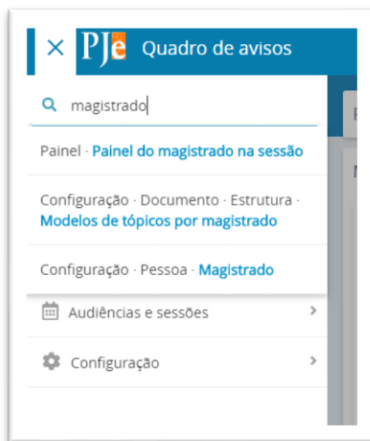 PJe Quadro de avisos
magistrado
Painel · Painel do magistrado na sessão
Configuração · Documento · Estrutura ·
Modelos de tópicos por magistrado
Configuração · Pessoa · Magistrado
Audiências e sessões
Configuração